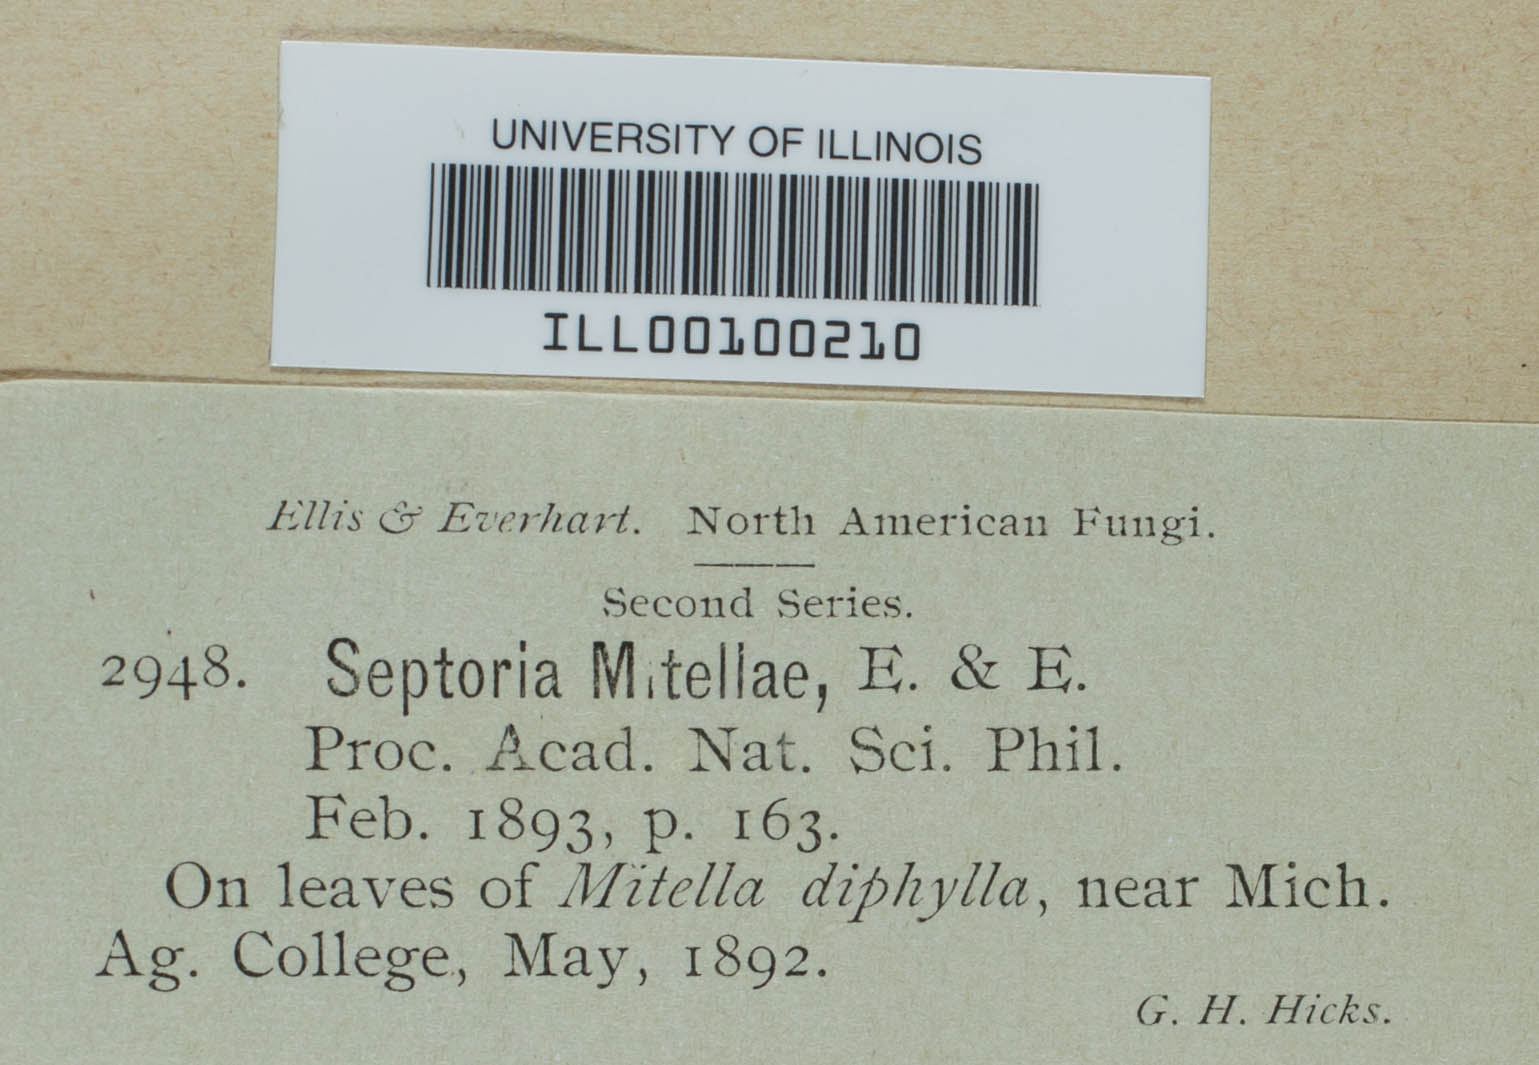 UNIVERSITY OF ILLINOIS
ILL00100210
Ellis & Everhart. North American Fungi.
Second Series.
2948. Septoria Mitellae, E. & E.
Proc. Acad. Nat. Sci. Phil.
Feb. 1893, p. 163.
On leaves of Mitella diphylla, near Mich.
Ag. College, May, 1892.
G. H. Hicks.